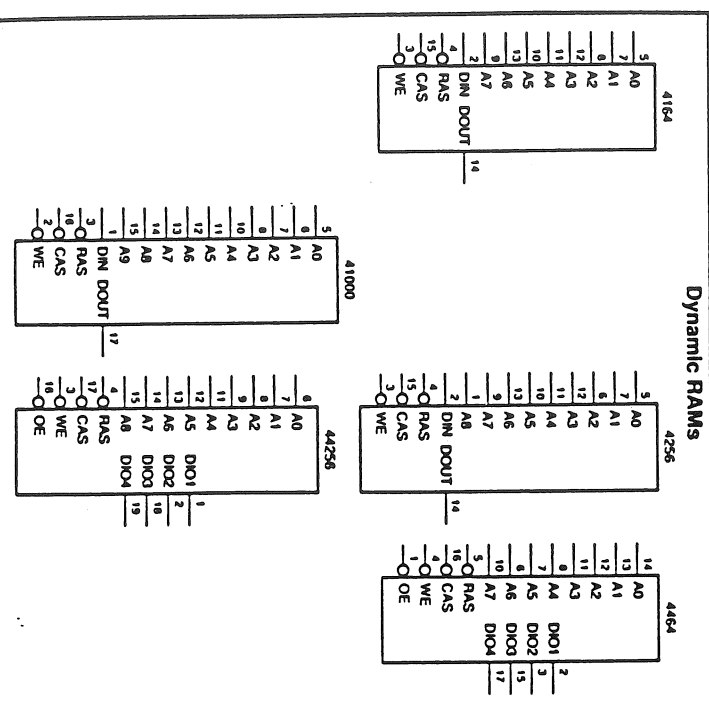 Dynamic RAMs
4164
5 A0
7 A1
6 A2
12 A3
11 A4
10 A5
13 A6
9 A7
2 DIN DOUT 14
4 RAS
15 CAS
3 WE
4256
5 A0
7 A1
6 A2
12 A3
11 A4
10 A5
13 A6
9 A7
1 A8
2 DIN DOUT 14
4 RAS
15 CAS
3 WE
4464
14 A0
13 A1
12 A2
11 A3
8 A4 DIO1 2
7 A5 DIO2 3
6 A6 DIO3 15
10 A7 DIO4 17
5 RAS
16 CAS
4 WE
1 OE
41000
5 A0
6 A1
7 A2
8 A3
10 A4
11 A5
12 A6
13 A7
14 A8
15 A9
1 DIN DOUT 17
3 RAS
16 CAS
2 WE
44256
6 A0
7 A1
8 A2
9 A3
11 A4
12 A5 DIO1 1
13 A6 DIO2 2
14 A7 DIO3 18
15 A8 DIO4 19
4 RAS
17 CAS
3 WE
16 OE